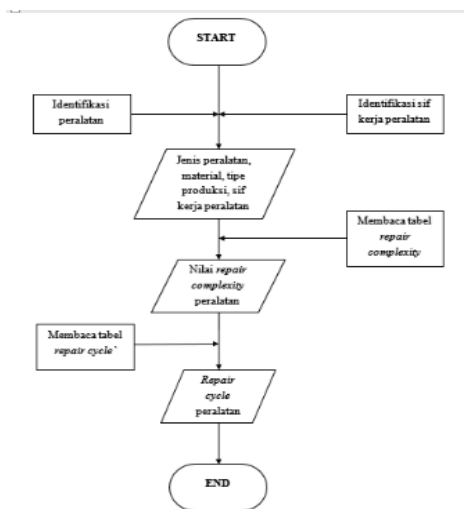 START
Identifikasi
peralatan
Identifikasi sif
kerja peralatan
Jenis peralatan,
material, tipe
produksi, sif
kerja peralatan
Membaca tabel
repair
complexity
Nilai repair
complexity
peralatan
Membaca tabel
repair cycle`
Repair
cycle
peralatan
END